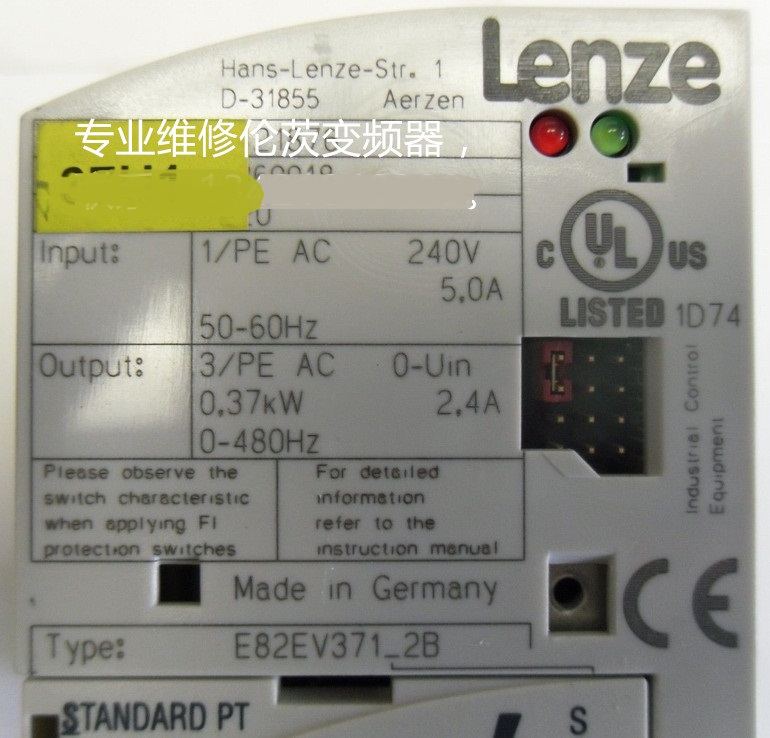 Lenze
Hans-Lenze-Str. 1
D-31855 Aerzen
专业维修伦茨变频器，
Input: 1/PE AC 240V
5.0A
50-60Hz
Output: 3/PE AC 0-Uin
0,37kW 2.4A
0-480Hz
C UL US
LISTED 1D74
Industrial Control
Equipment
Please observe the
switch characteristic
when applying FI
protection switches
For detailed
information
refer to the
instruction manual
Made in Germany
CE
Type: E82EV371_2B
STANDARD PT
S